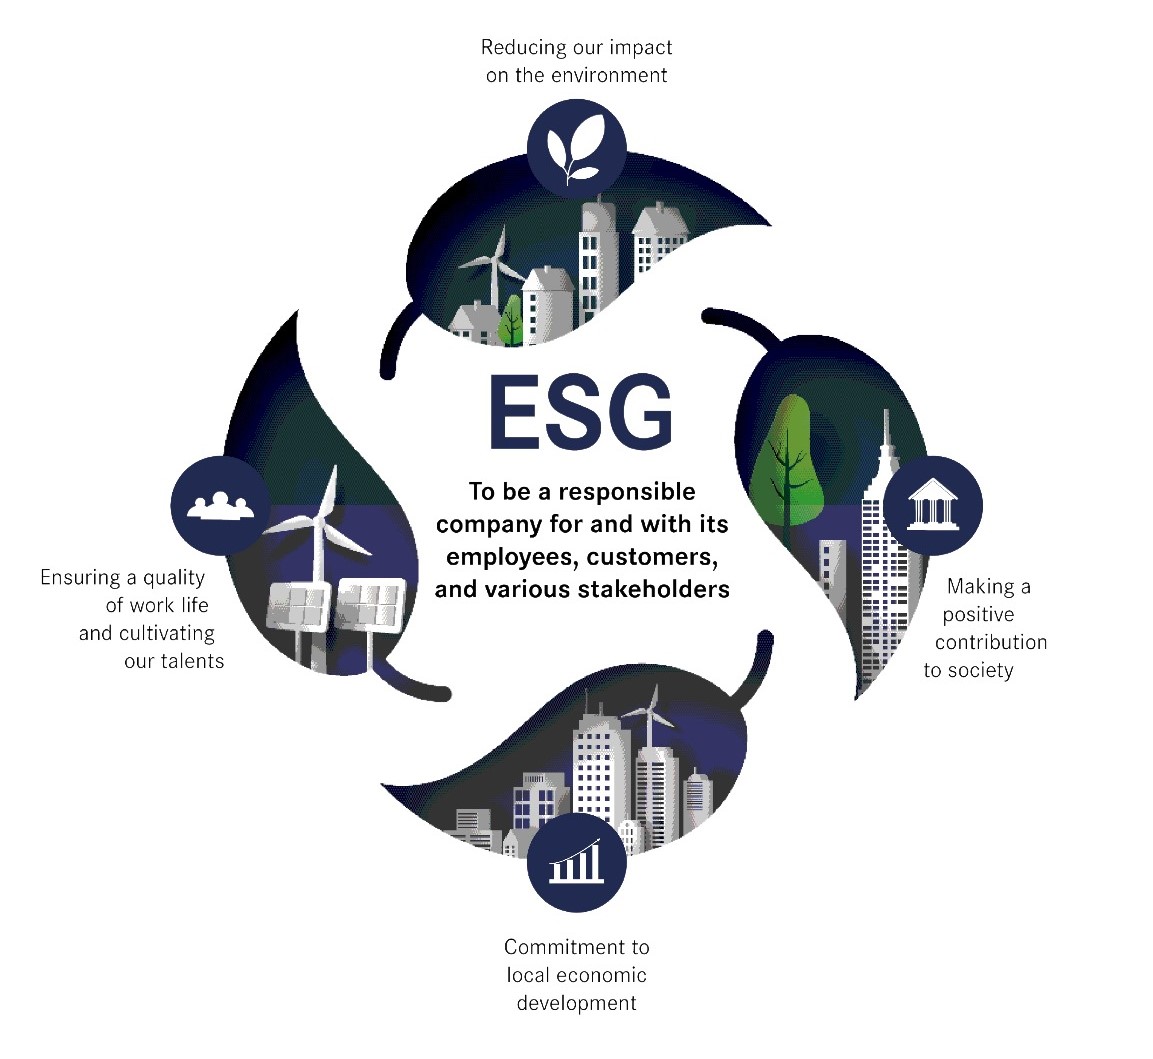 Reducing our impact
on the environment
ESG
To be a responsible
company for and with its
employees, customers,
and various stakeholders
Ensuring a quality
of work life
and cultivating
our talents
Making a
positive
contribution
to society
Commitment to
local economic
development